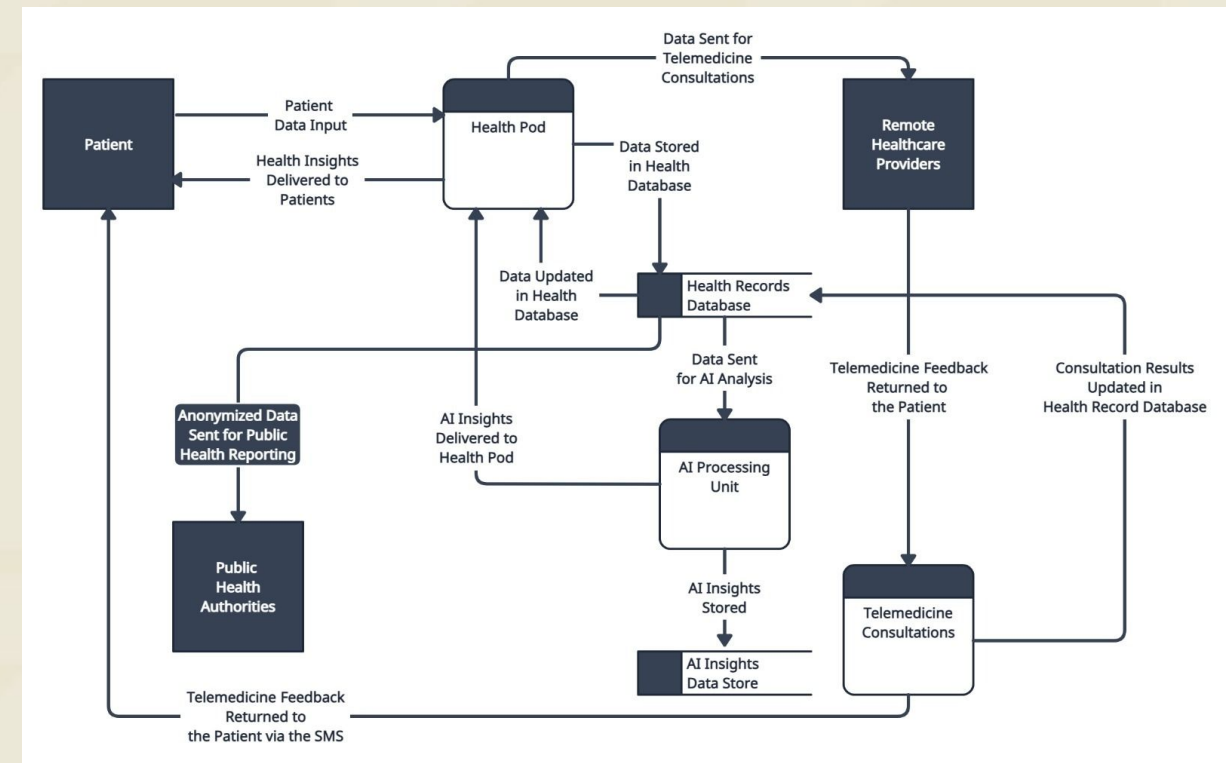 Data Sent for
Telemedicine
Consultations
Patient
Patient
Data Input
Health Pod
Remote
Healthcare
Providers
Health Insights
Delivered to
Patients
Data Stored
in Health
Database
Data Updated
in Health
Database
Health Records
Database
Data Sent
for AI Analysis
Telemedicine Feedback
Returned to
the Patient
Consultation Results
Updated in
Health Record Database
Anonymized Data
Sent for Public
Health Reporting
AI Insights
Delivered to
Health Pod
AI Processing
Unit
Public
Health
Authorities
AI Insights
Stored
Telemedicine
Consultations
AI Insights
Data Store
Telemedicine Feedback
Returned to
the Patient via the SMS